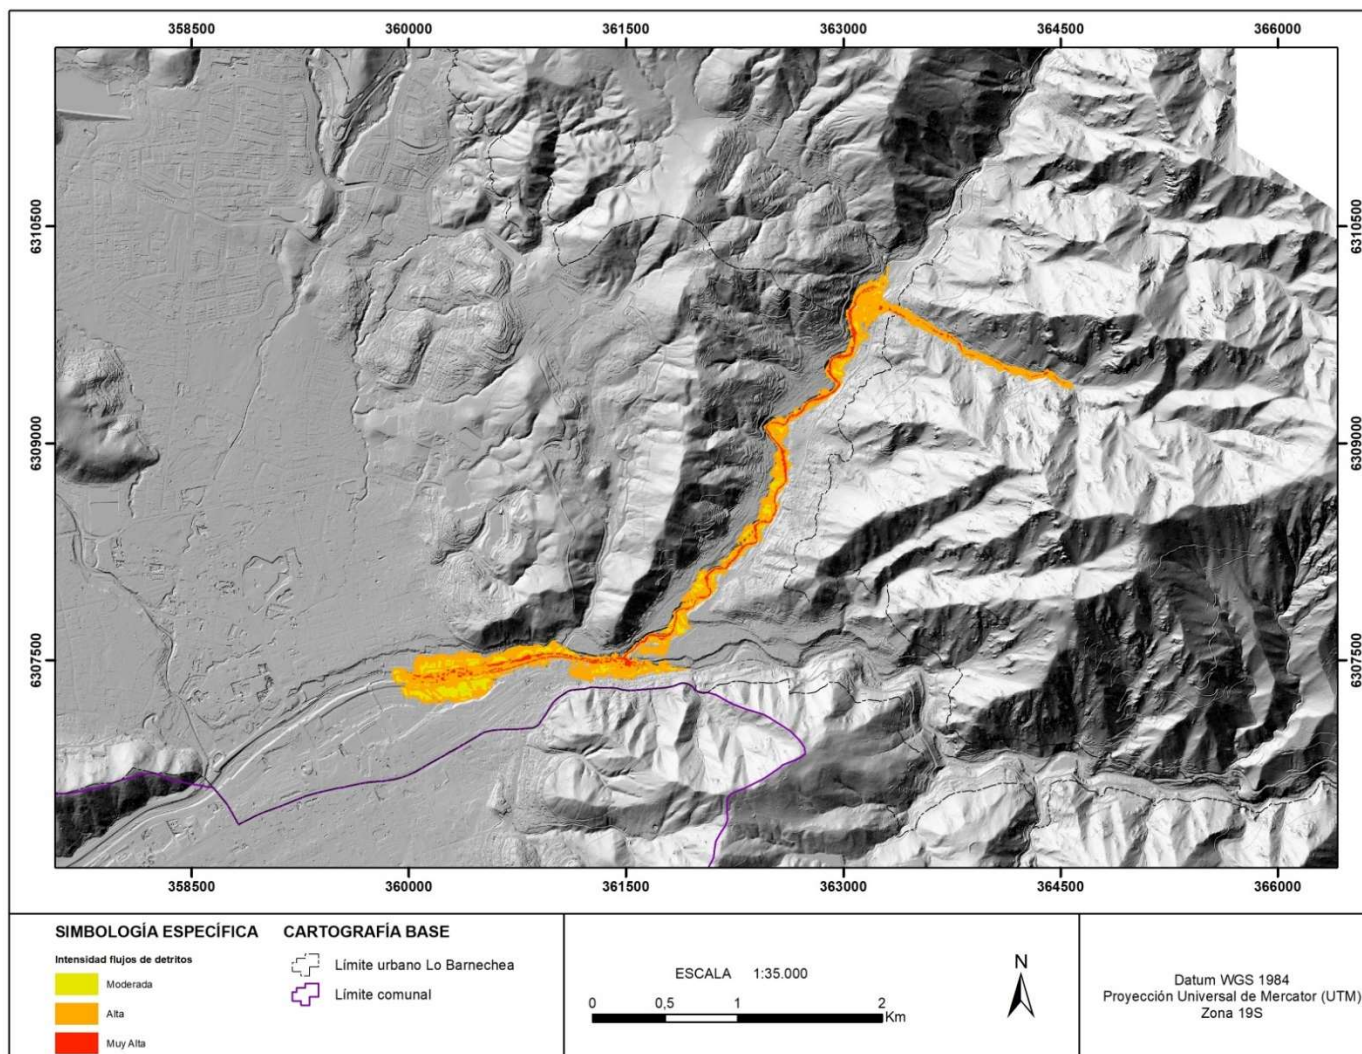 358500 360000 361500 363000 364500 366000
6310500 6310500
6309000 6309000
6307500 6307500
358500 360000 361500 363000 364500 366000
SIMBOLOGÍA ESPECÍFICA
Intensidad flujos de detritos
Moderada
Alta
Muy Alta
CARTOGRAFÍA BASE
Límite urbano Lo Barnechea
Límite comunal
ESCALA 1:35.000
0 0,5 1 2
Km
N
Datum WGS 1984
Proyección Universal de Mercator (UTM)
Zona 19S